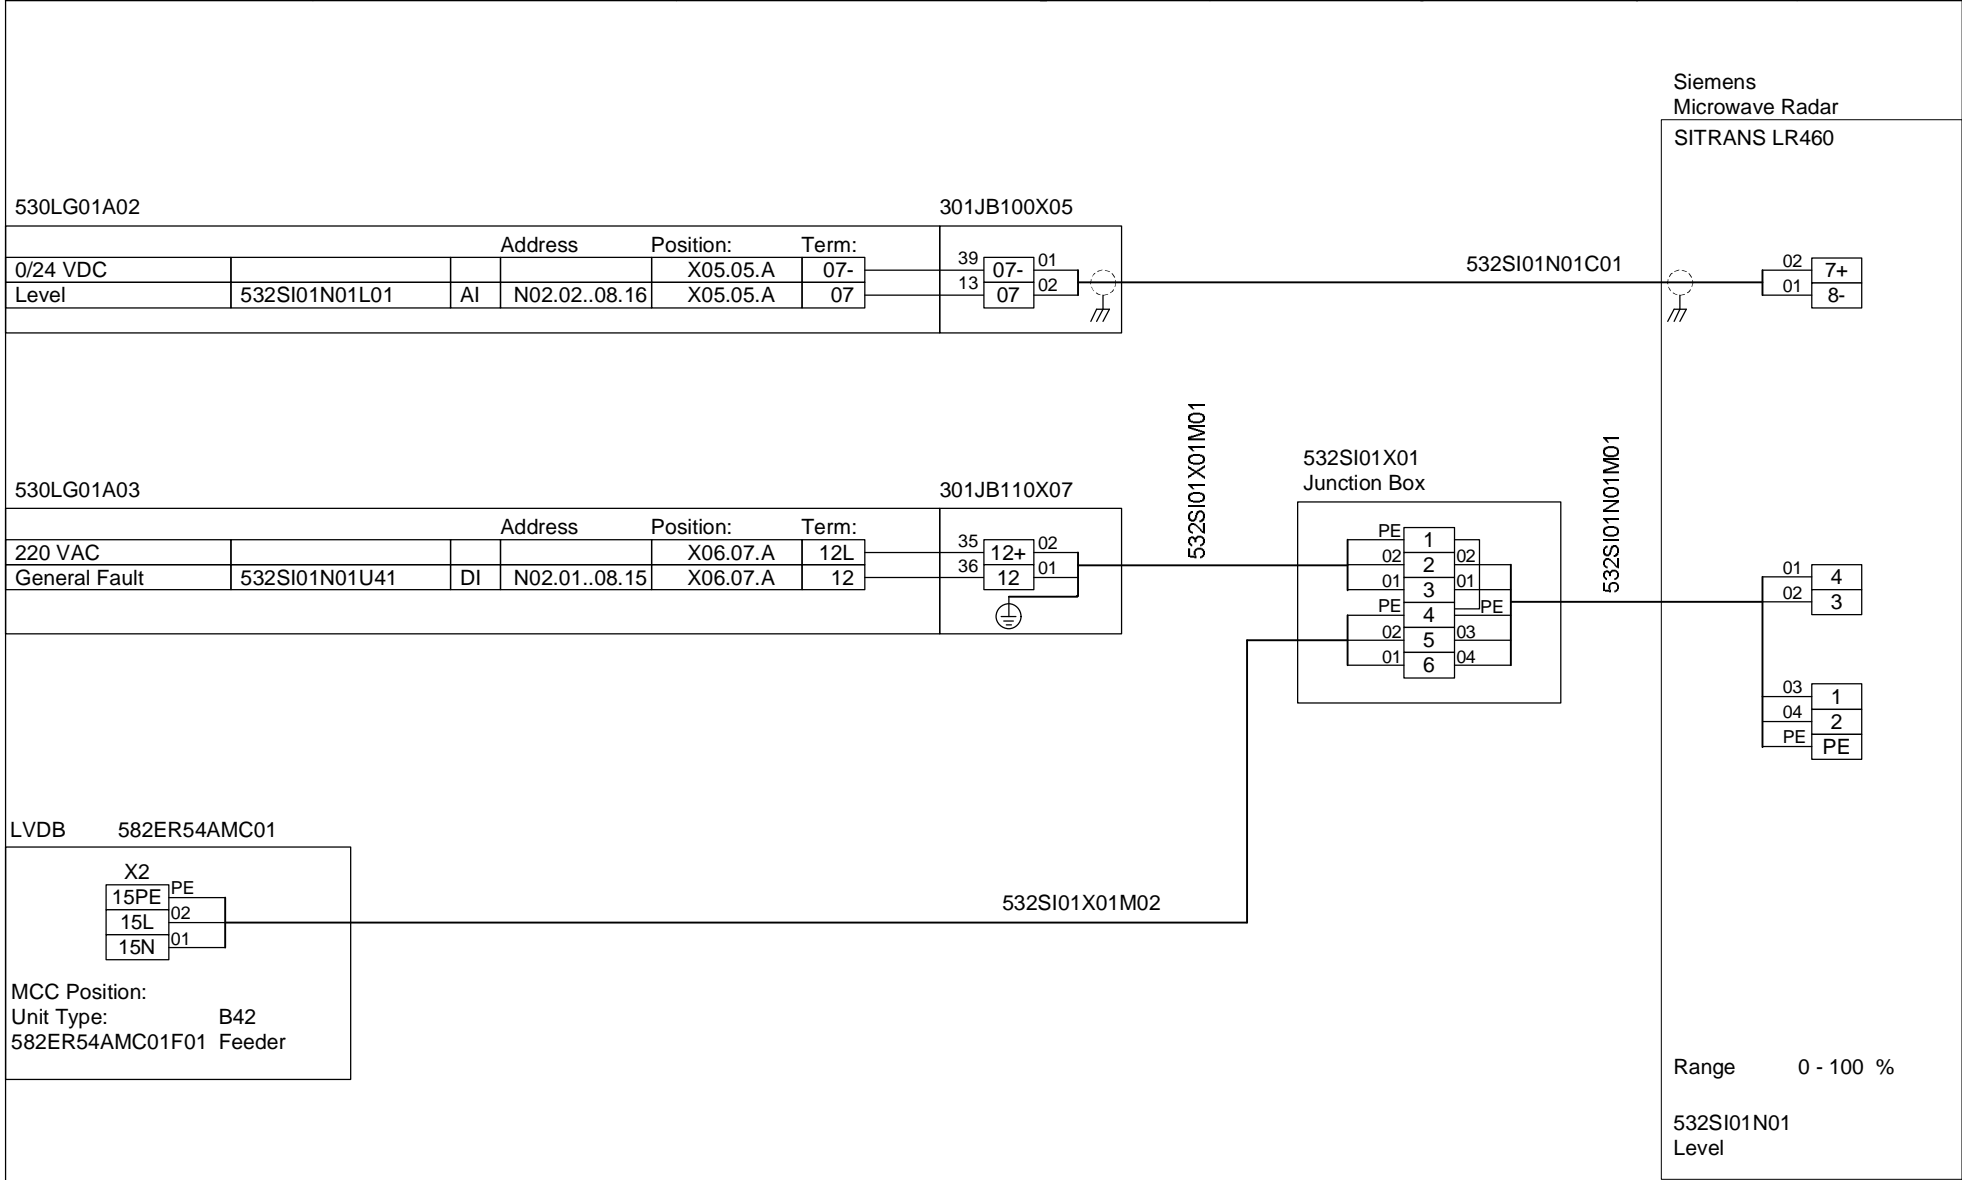 Siemens
Microwave Radar
SITRANS LR460
530LG01A02
301JB100X05
Address Position: Term:
0/24 VDC X05.05.A 07-
Level 532SI01N01L01 AI N02.02..08.16 X05.05.A 07
39 07- 01
13 07 02
532SI01N01C01
02 7+
01 8-
530LG01A03
301JB110X07
Address Position: Term:
220 VAC X06.07.A 12L
General Fault 532SI01N01U41 DI N02.01..08.15 X06.07.A 12
35 12+ 02
36 12 01
532SI01X01M01
532SI01X01
Junction Box
PE 1
02 2 02
01 3 01
PE 4 PE
02 5 03
01 6 04
532SI01N01M01
01 4
02 3
03 1
04 2
PE PE
LVDB 582ER54AMC01
X2
15PE PE
15L 02
15N 01
532SI01X01M02
MCC Position:
Unit Type: B42
582ER54AMC01F01 Feeder
Range 0 - 100 %
532SI01N01
Level